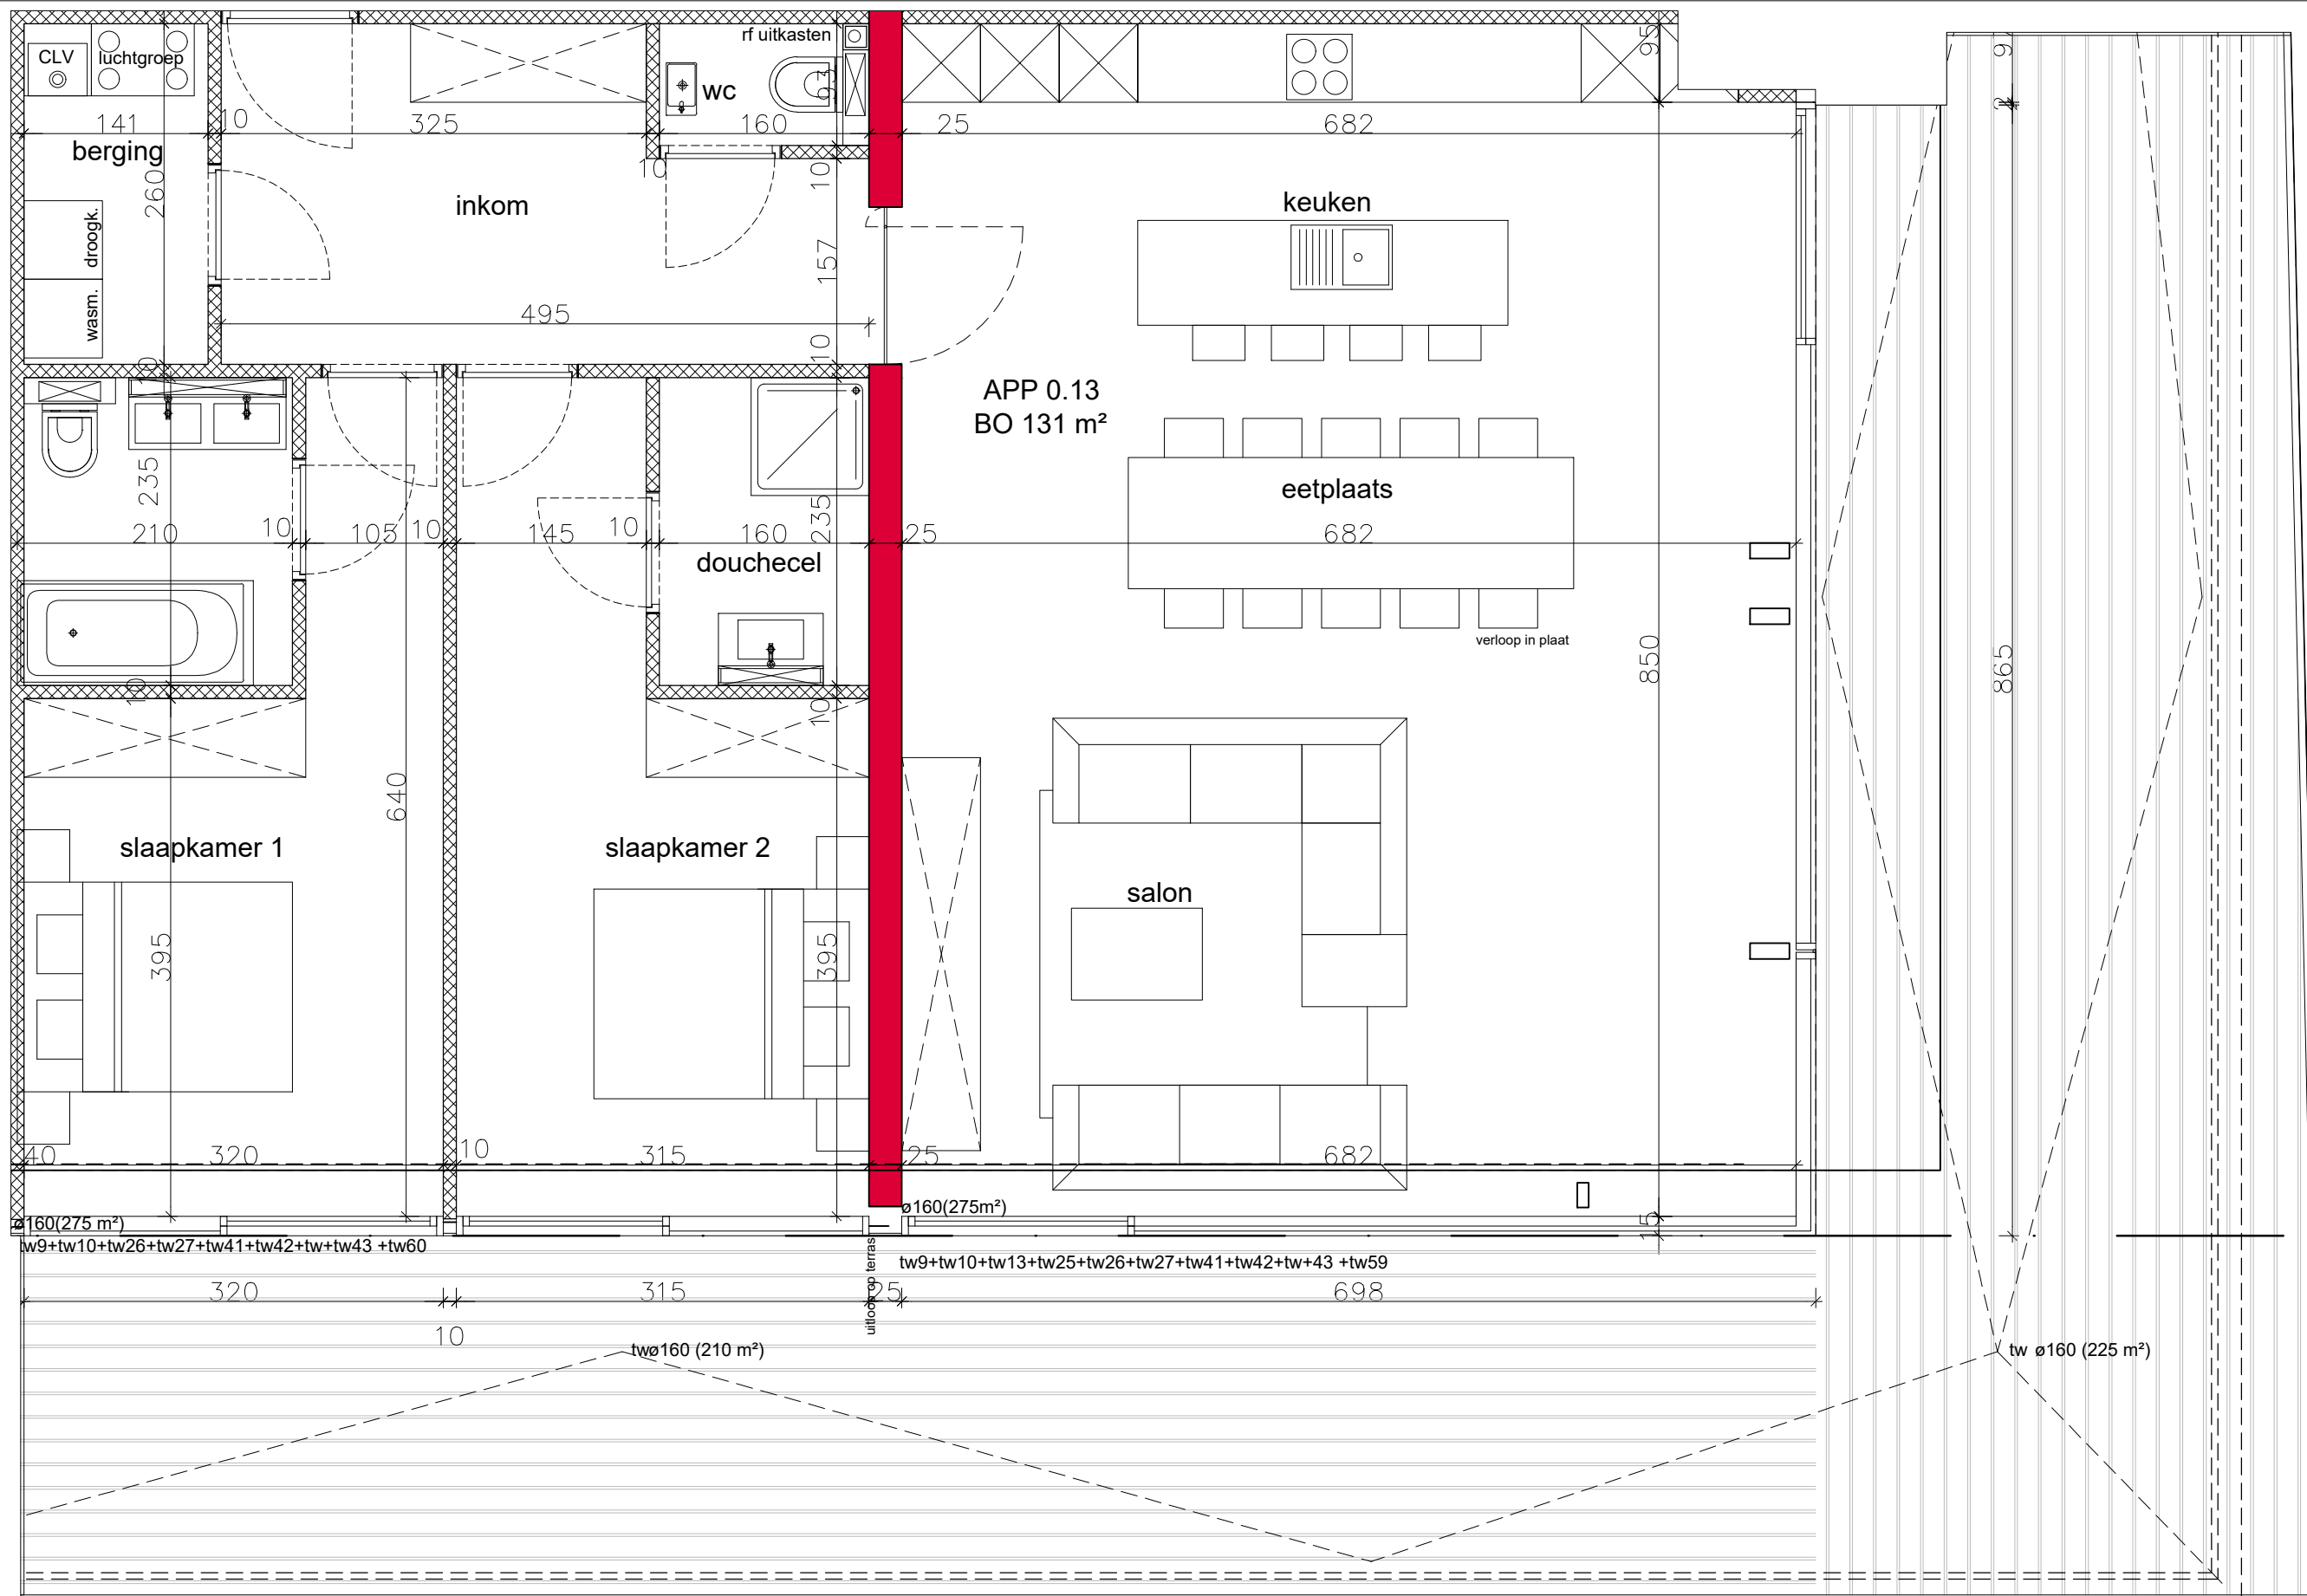 rf uitkasten
95
9
CLV
luchtgroep
wc
93
2
141
10
325
160
25
682
berging
10
10
260
inkom
keuken
droogk.
157
wasm.
495
10
10
APP 0.13
BO 131 m²
235
eetplaats
210
10
105
10
145
10
160
235
25
682
douchecel
verloop in plaat
850
865
10
10
640
slaapkamer 1
slaapkamer 2
salon
395
395
40
320
10
315
25
682
ø160(275 m²)
ø160(275m²)
15
tw9+tw10+tw26+tw27+tw41+tw42+tw+tw43 +tw60
tw9+tw10+tw13+tw25+tw26+tw27+tw41+tw42+tw+43 +tw59
uitloop op terras
320
315
25
698
10
twø160 (210 m²)
tw ø160 (225 m²)